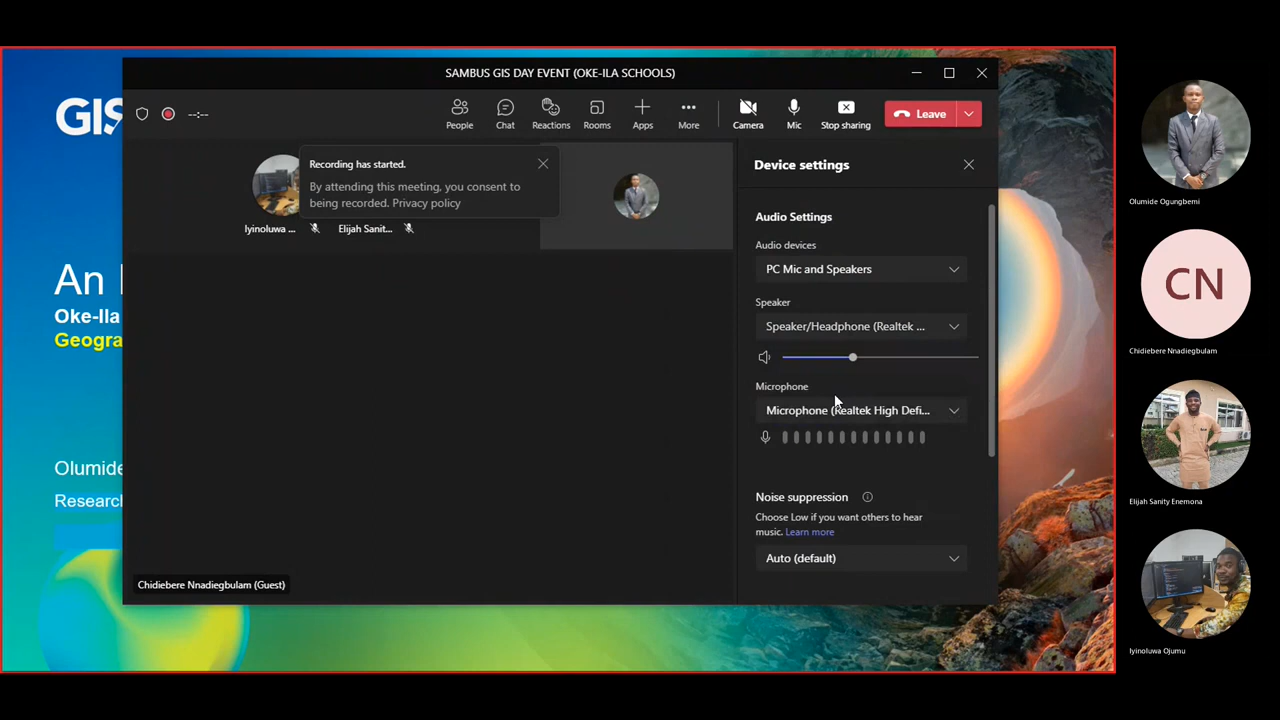 SAMBUS GIS DAY EVENT (OKE-ILA SCHOOLS)
--:--
People
Chat
Reactions
Rooms
Apps
More
Camera
Mic
Stop sharing
Leave
GIS
An
Oke-Ila
Geogra
Olumide
Research
Recording has started.
By attending this meeting, you consent to
being recorded. Privacy policy
Iyinoluwa ...
Elijah Sanit...
Chidiebere Nnadiegbulam (Guest)
Device settings
Audio Settings
Audio devices
PC Mic and Speakers
Speaker
Speaker/Headphone (Realtek ...
Microphone
Microphone (Realtek High Defi...
Noise suppression
Choose Low if you want others to hear
music. Learn more
Auto (default)
Olumide Ogungbemi
CN
Chidiebere Nnadiegbulam
Elijah Sanity Enemona
Iyinoluwa Ojumu